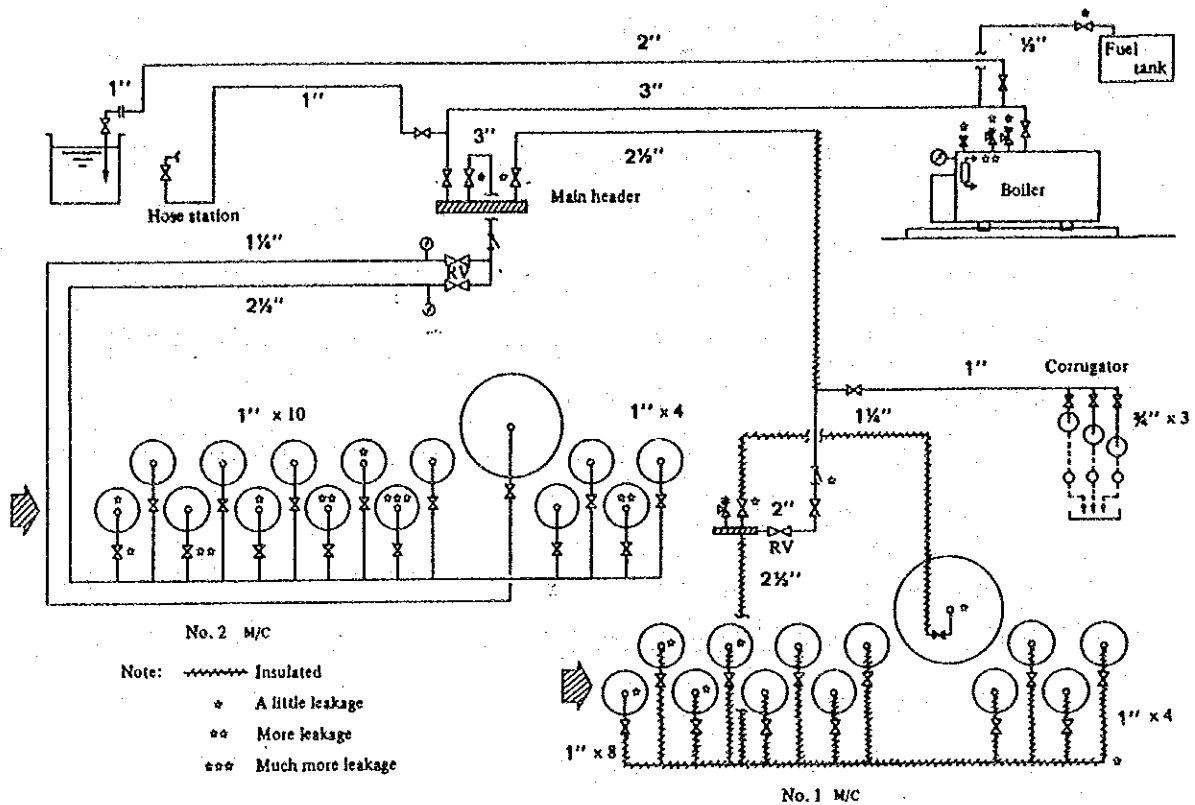 2"
½"
Fuel
tank
1"
1"
3"
3"
2½"
Hose station
Main header
Boiler
1¼"
RV
2½"
1" x 10
1" x 4
1"
Corrugator
1¼"
¾" x 3
2"
RV
2½"
No. 2 M/C
Note: Insulated
☆ A little leakage
☆☆ More leakage
☆☆☆ Much more leakage
1" x 8
1" x 4
No. 1 M/C